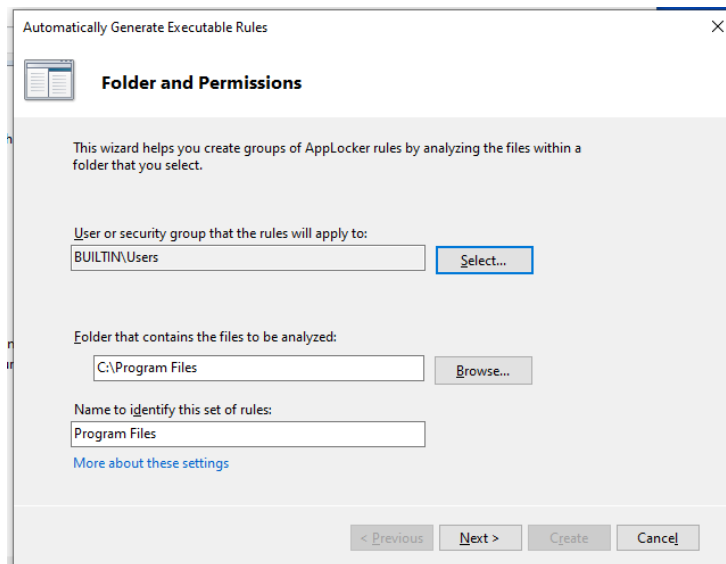 Automatically Generate Executable Rules
Folder and Permissions
This wizard helps you create groups of AppLocker rules by analyzing the files within a
folder that you select.
User or security group that the rules will apply to:
BUILTIN\Users
Select...
Folder that contains the files to be analyzed:
C:\Program Files
Browse...
Name to identify this set of rules:
Program Files
More about these settings
< Previous
Next >
Create
Cancel